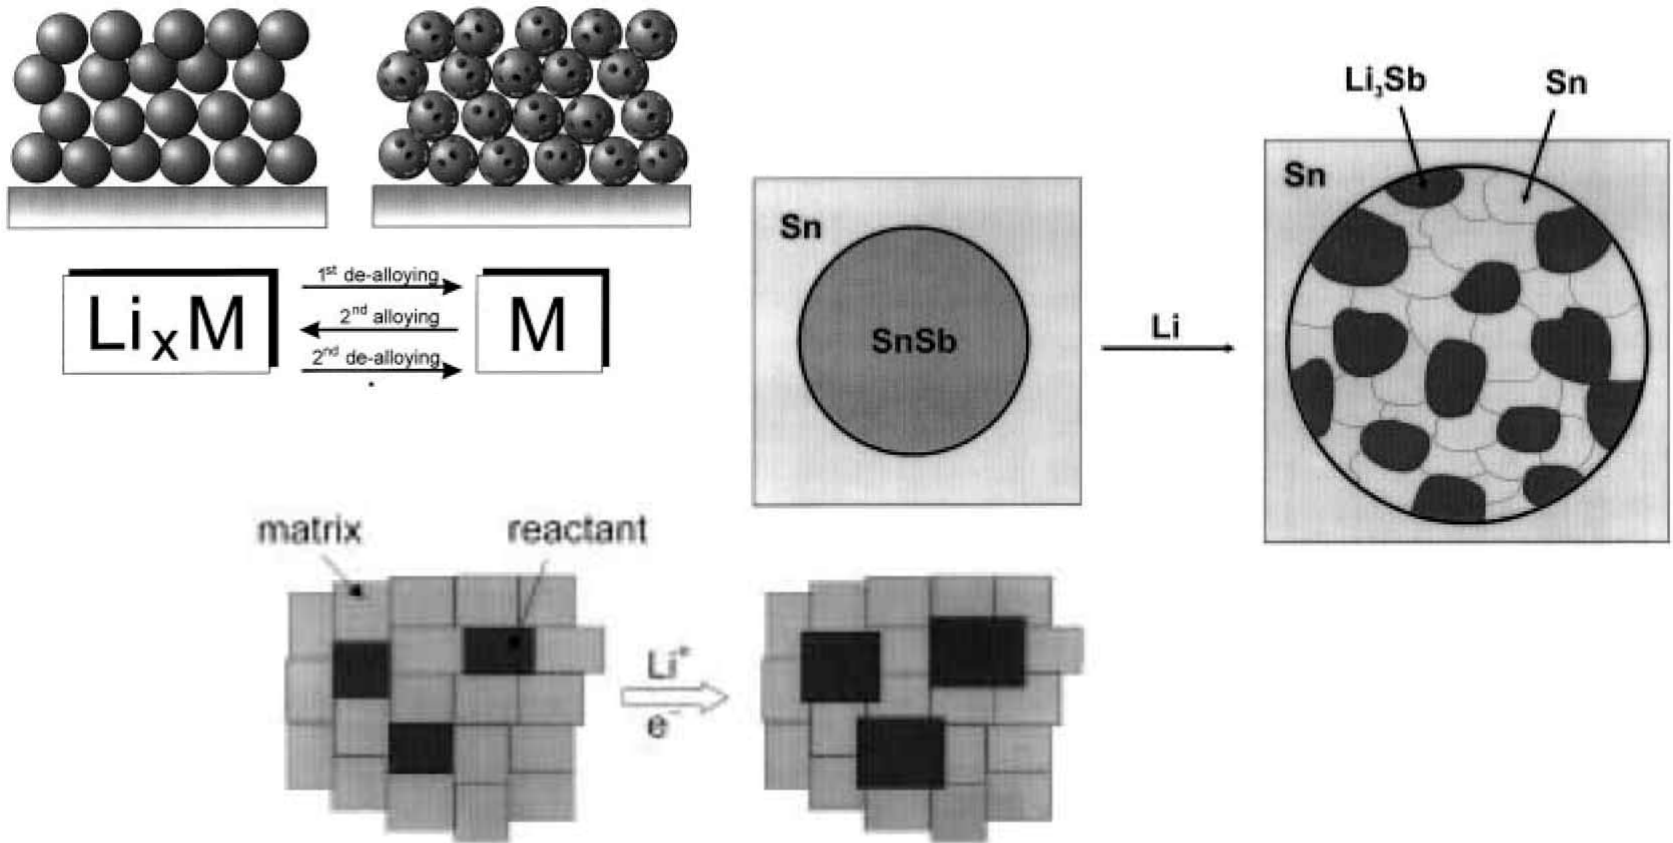 Li₃Sb
Sn
Sn
Sn
SnSb
Li
1st de-alloying
2nd alloying
2nd de-alloying
LiₓM
M
matrix
reactant
Li⁺
e⁻